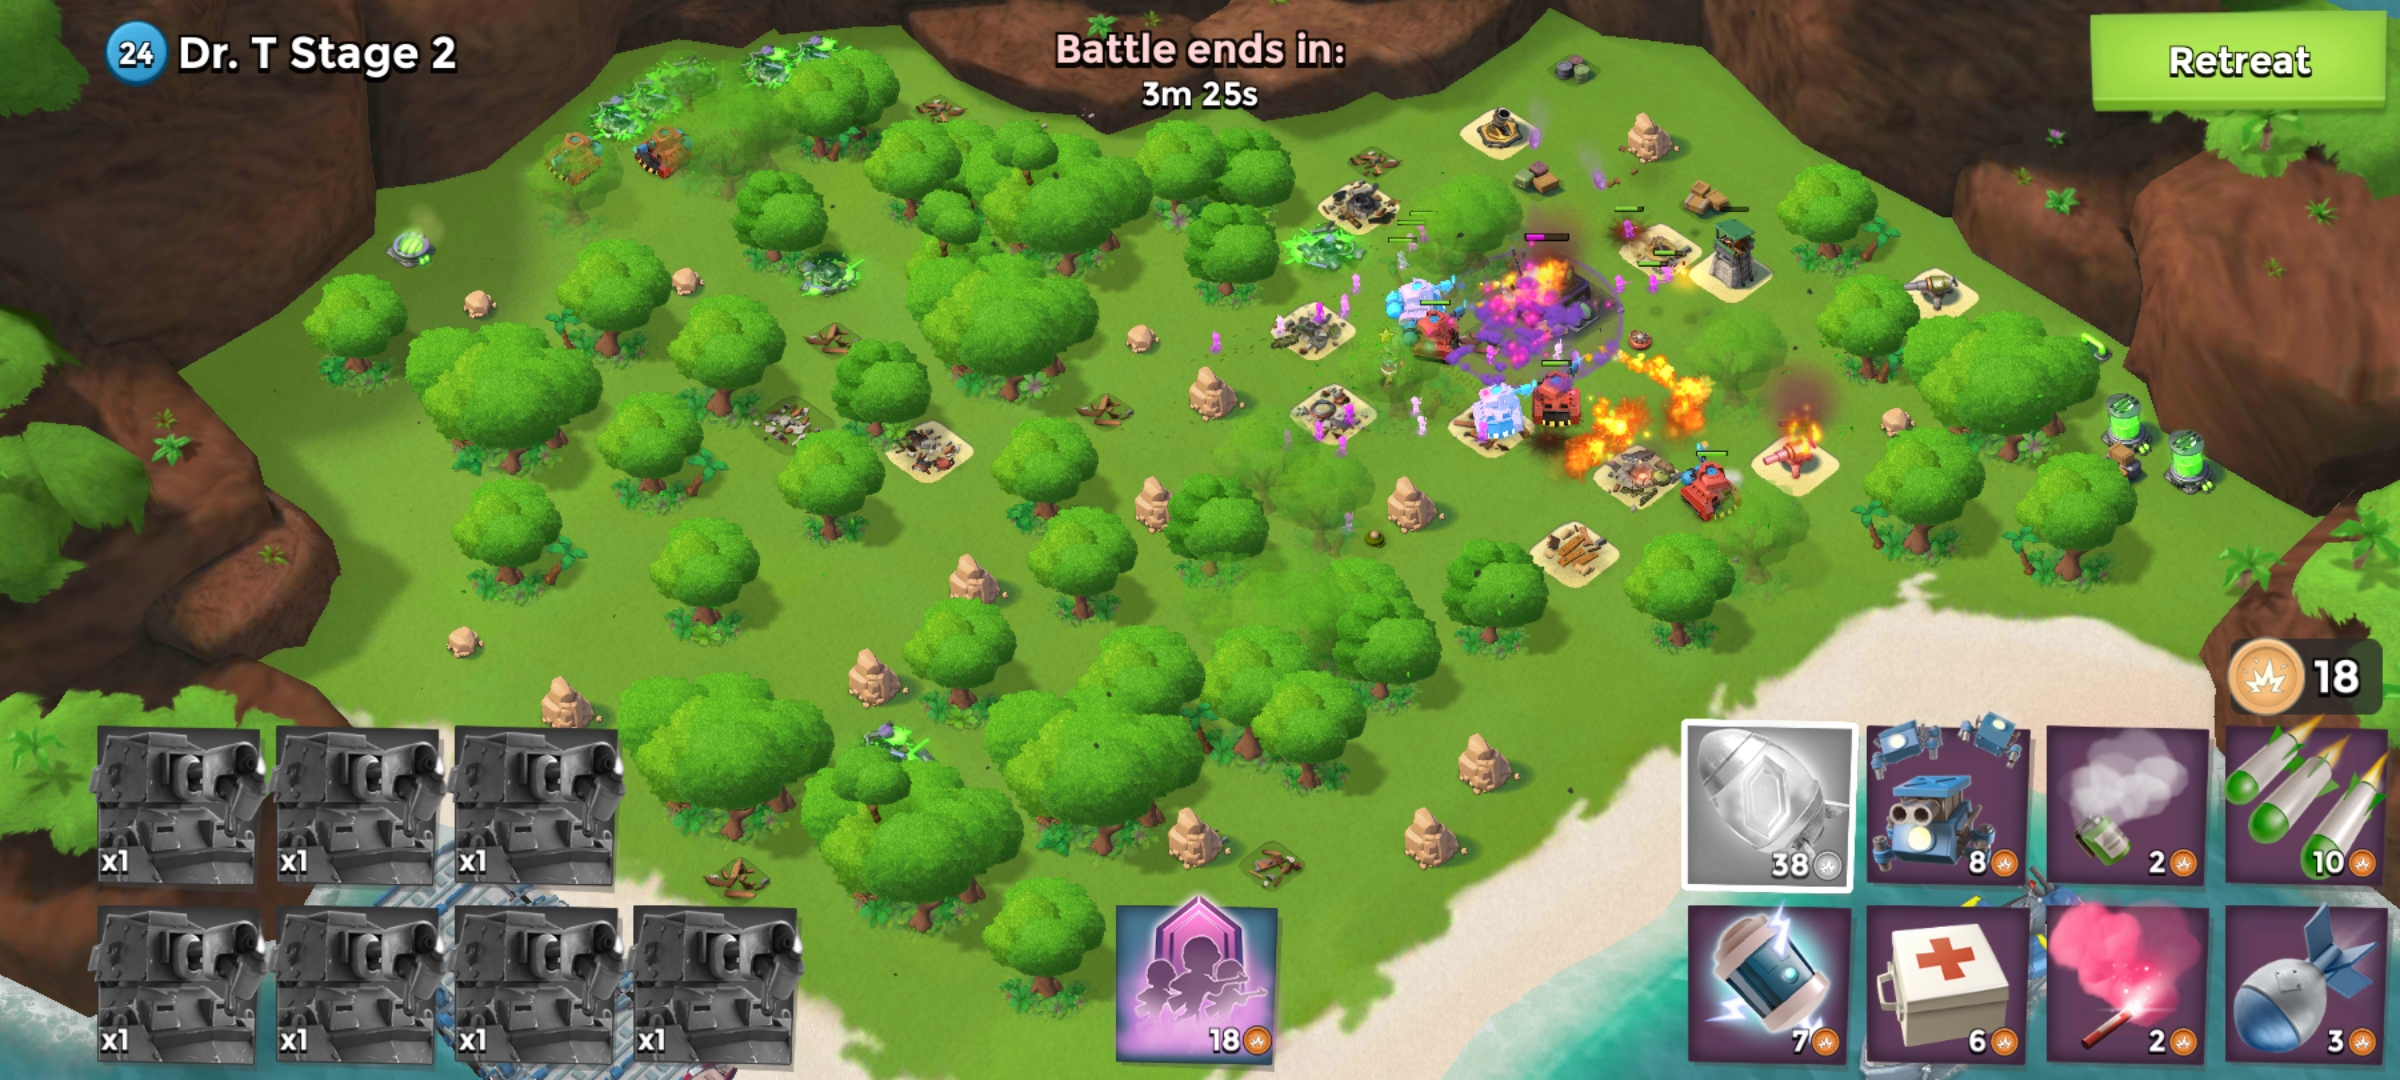 24 Dr. T Stage 2
Battle ends in:
3m 25s
Retreat
18
x1 x1 x1
38 8 2 10
x1 x1 x1 x1
18
7 6 2 3